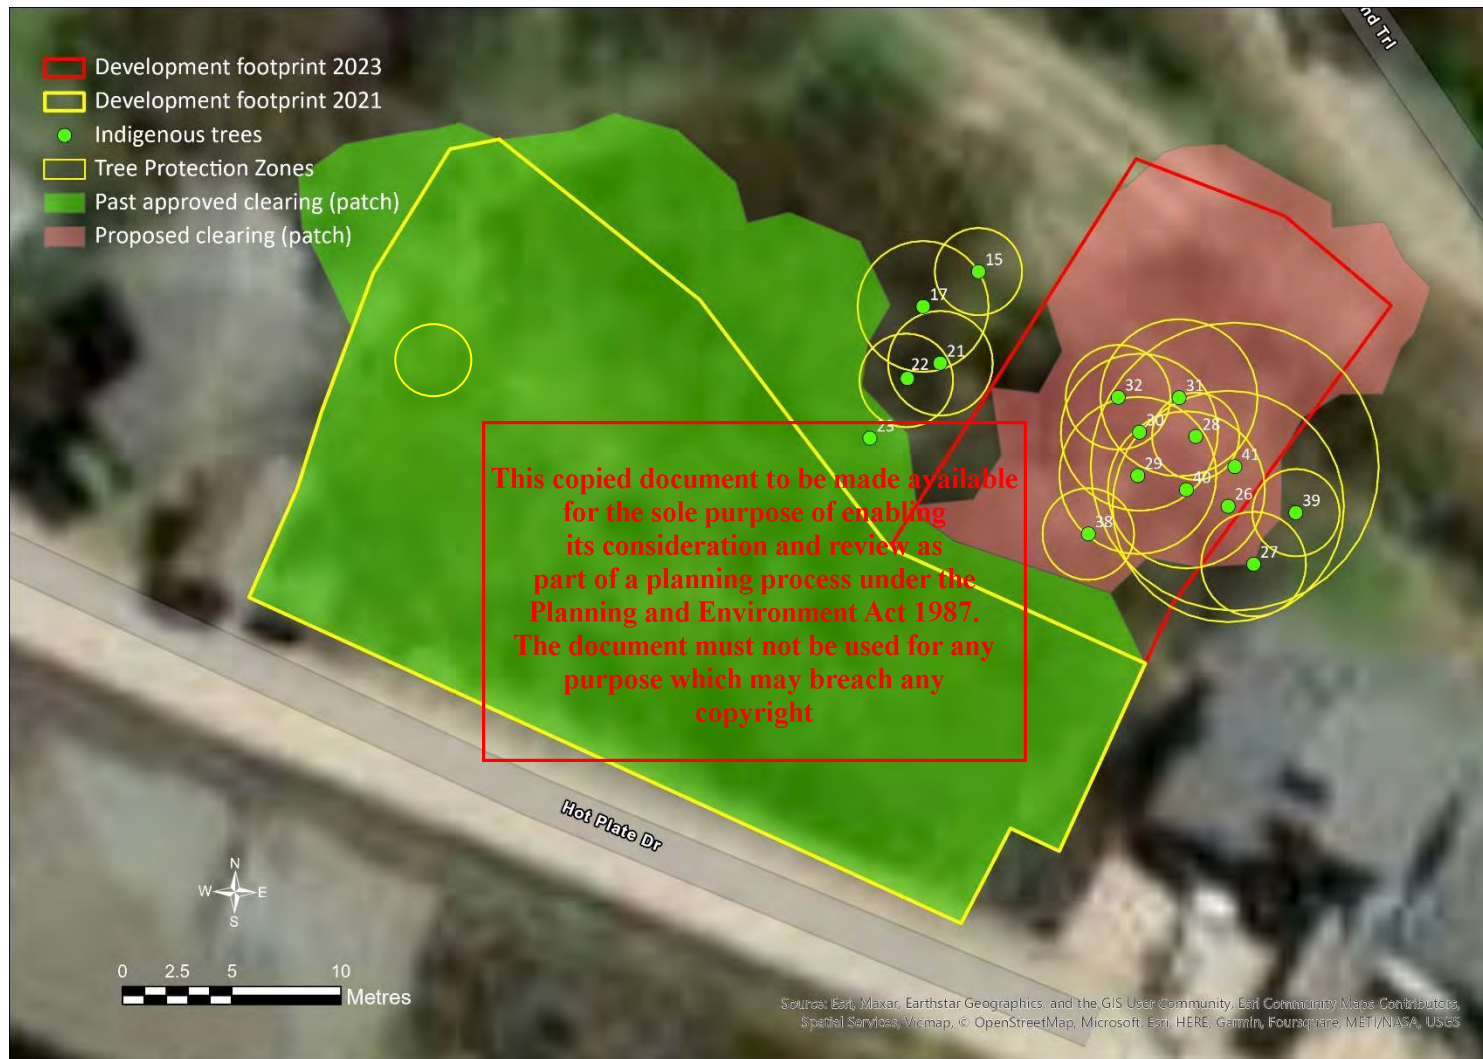 nd Trl
Development footprint 2023
Development footprint 2021
Indigenous trees
Tree Protection Zones
Past approved clearing (patch)
Proposed clearing (patch)
15
17
21
22
23
32
31
30
28
29
41
40
26
39
38
27
This copied document to be made available
for the sole purpose of enabling
its consideration and review as
part of a planning process under the
Planning and Environment Act 1987.
The document must not be used for any
purpose which may breach any
copyright
Hot Plate Dr
N
W E
S
0 2.5 5 10
Metres
Source: Esri, Maxar, Earthstar Geographics, and the GIS User Community, Esri Community Maps Contributors,
Spatial Services, Vicmap, © OpenStreetMap, Microsoft, Esri, HERE, Garmin, Foursquare, METI/NASA, USGS